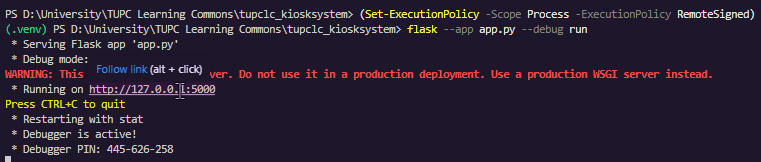 PS D:\University\TUPC Learning Commons\tupclc_kiosksystem> (Set-ExecutionPolicy -Scope Process -ExecutionPolicy RemoteSigned)
(.venv) PS D:\University\TUPC Learning Commons\tupclc_kiosksystem> flask --app app.py --debug run
 * Serving Flask app 'app.py'
 * Debug mode:
WARNING: This ver. Do not use it in a production deployment. Use a production WSGI server instead.
Follow link (alt + click)
 * Running on http://127.0.0.1:5000
Press CTRL+C to quit
 * Restarting with stat
 * Debugger is active!
 * Debugger PIN: 445-626-258